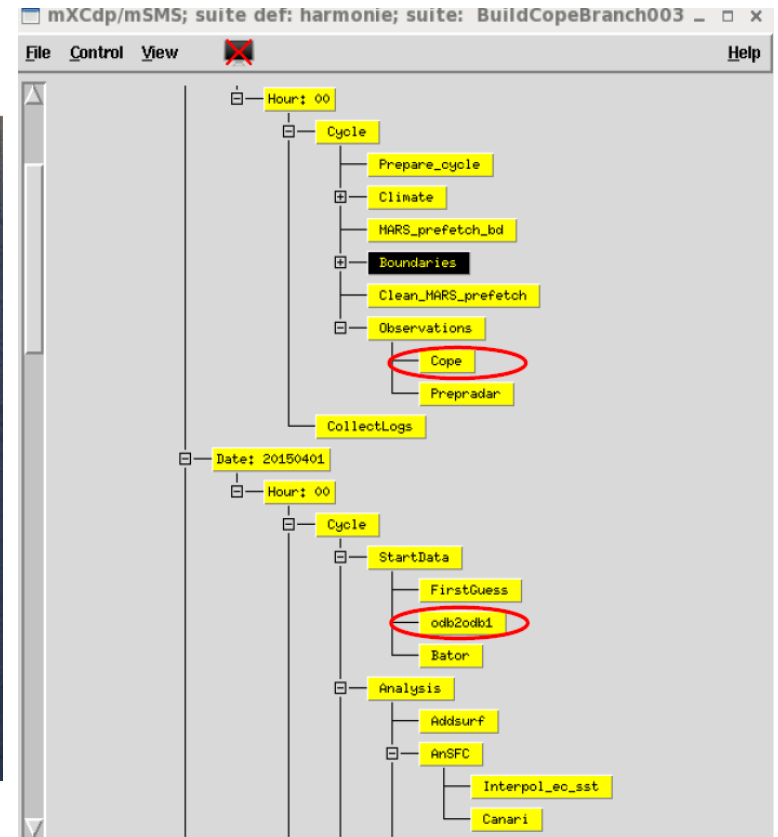 mXCdp/mSMS; suite def: harmonie; suite: BuildCopeBranch003
File Control View Help
Hour: 00
Cycle
Prepare_cycle
Climate
MARS_prefetch_bd
Boundaries
Clean_MARS_prefetch
Observations
Cope
Prepradar
CollectLogs
Date: 20150401
Hour: 00
Cycle
StartData
FirstGuess
odb2odb1
Bator
Analysis
Addsurf
AnSFC
Interpol_ec_sst
Canari